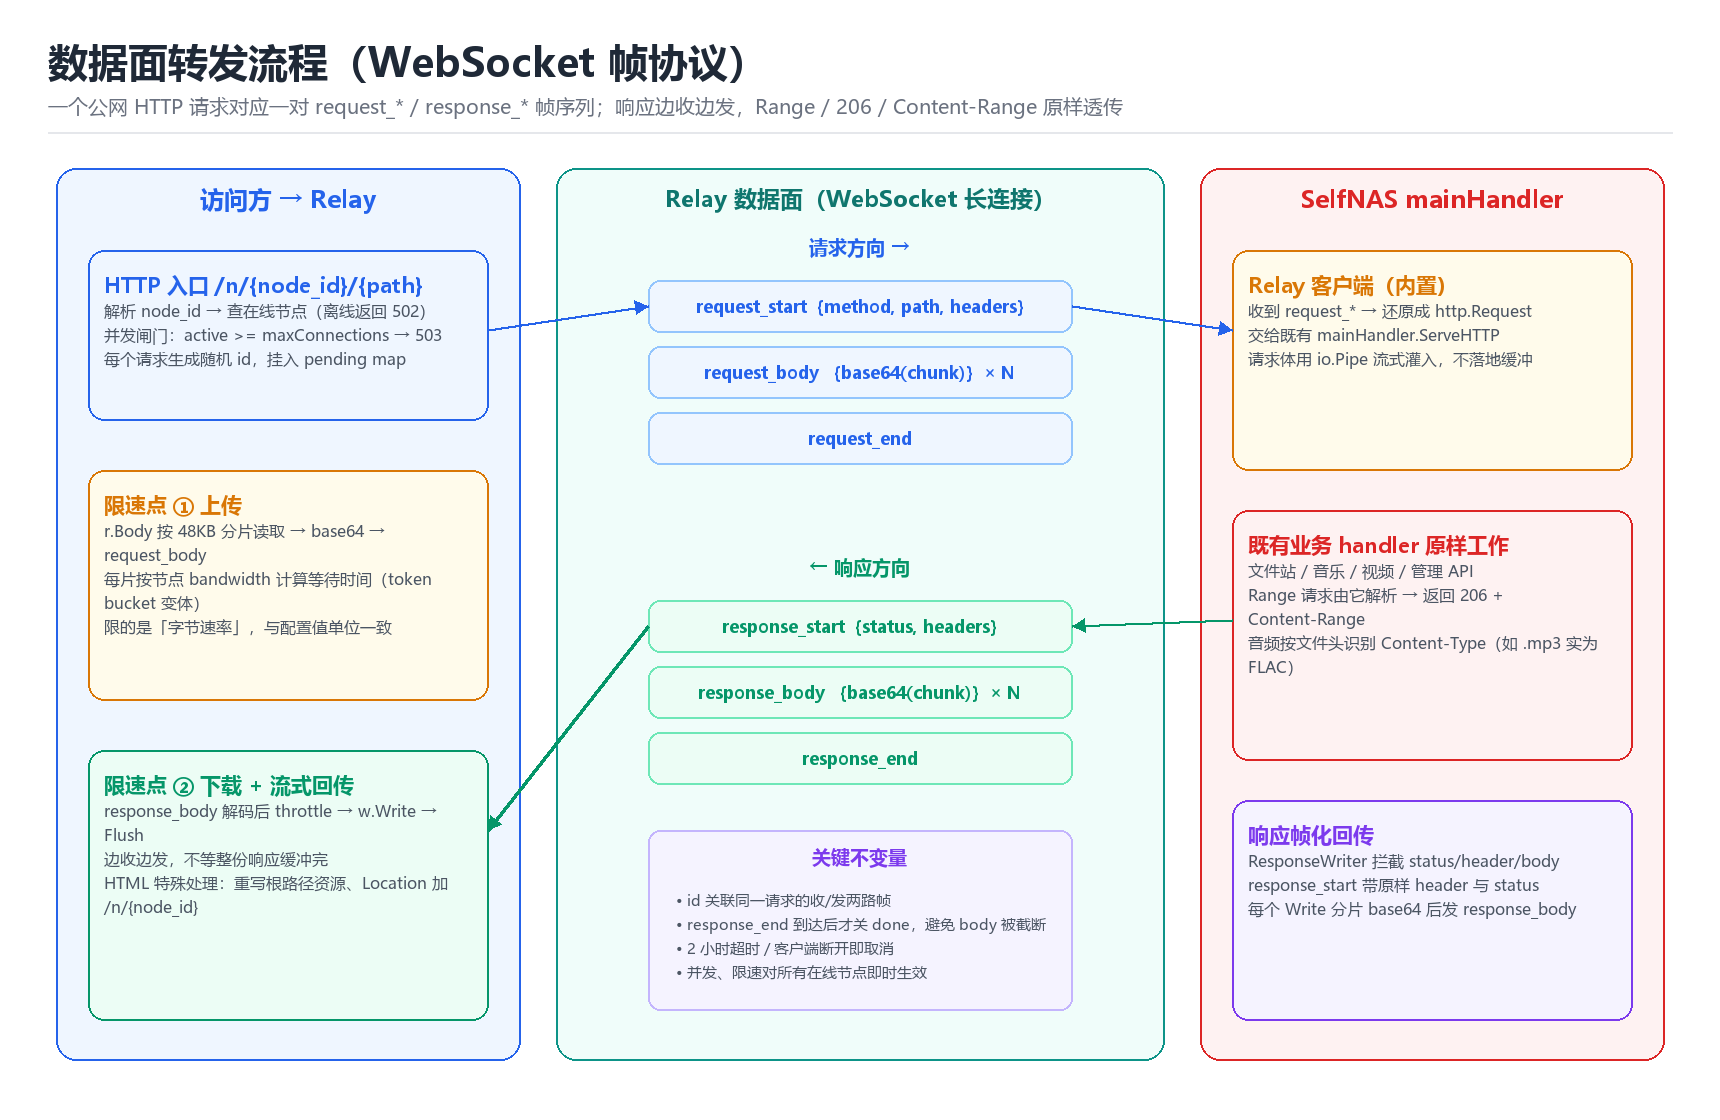 数据面转发流程（WebSocket 帧协议）
一个公网 HTTP 请求对应一对 request_* / response_* 帧序列；响应边收边发，Range / 206 / Content-Range 原样透传
访问方 → Relay
HTTP 入口 /n/{node_id}/{path}
解析 node_id → 查在线节点（离线返回 502）
并发闸门：active >= maxConnections → 503
每个请求生成随机 id，挂入 pending map
限速点 ① 上传
r.Body 按 48KB 分片读取 → base64 →
request_body
每片按节点 bandwidth 计算等待时间（token
bucket 变体）
限的是「字节速率」，与配置值单位一致
限速点 ② 下载 + 流式回传
response_body 解码后 throttle → w.Write →
Flush
边收边发，不等整份响应缓冲完
HTML 特殊处理：重写根路径资源、Location 加
/n/{node_id}
Relay 数据面（WebSocket 长连接）
请求方向 →
request_start {method, path, headers}
request_body {base64(chunk)} × N
request_end
← 响应方向
response_start {status, headers}
response_body {base64(chunk)} × N
response_end
关键不变量
• id 关联同一请求的收/发两路帧
• response_end 到达后才关 done，避免 body 被截断
• 2 小时超时 / 客户端断开即取消
• 并发、限速对所有在线节点即时生效
SelfNAS mainHandler
Relay 客户端（内置）
收到 request_* → 还原成 http.Request
交给既有 mainHandler.ServeHTTP
请求体用 io.Pipe 流式灌入，不落地缓冲
既有业务 handler 原样工作
文件站 / 音乐 / 视频 / 管理 API
Range 请求由它解析 → 返回 206 +
Content-Range
音频按文件头识别 Content-Type（如 .mp3 实为
FLAC）
响应帧化回传
ResponseWriter 拦截 status/header/body
response_start 带原样 header 与 status
每个 Write 分片 base64 后发 response_body